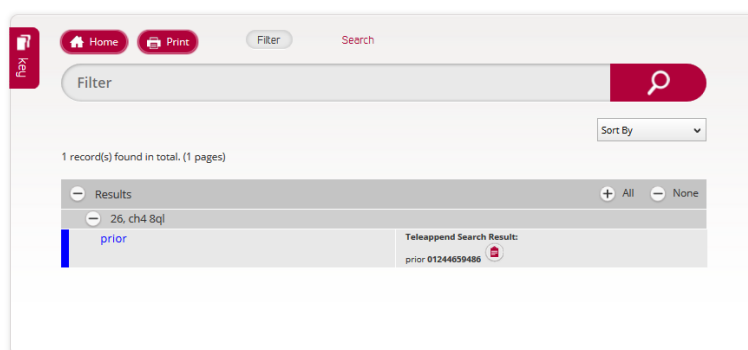 key
Home Print Filter Search
Filter
Sort By
1 record(s) found in total. (1 pages)
Results All None
26, ch4 8ql
prior Teleappend Search Result:
prior 01244659486